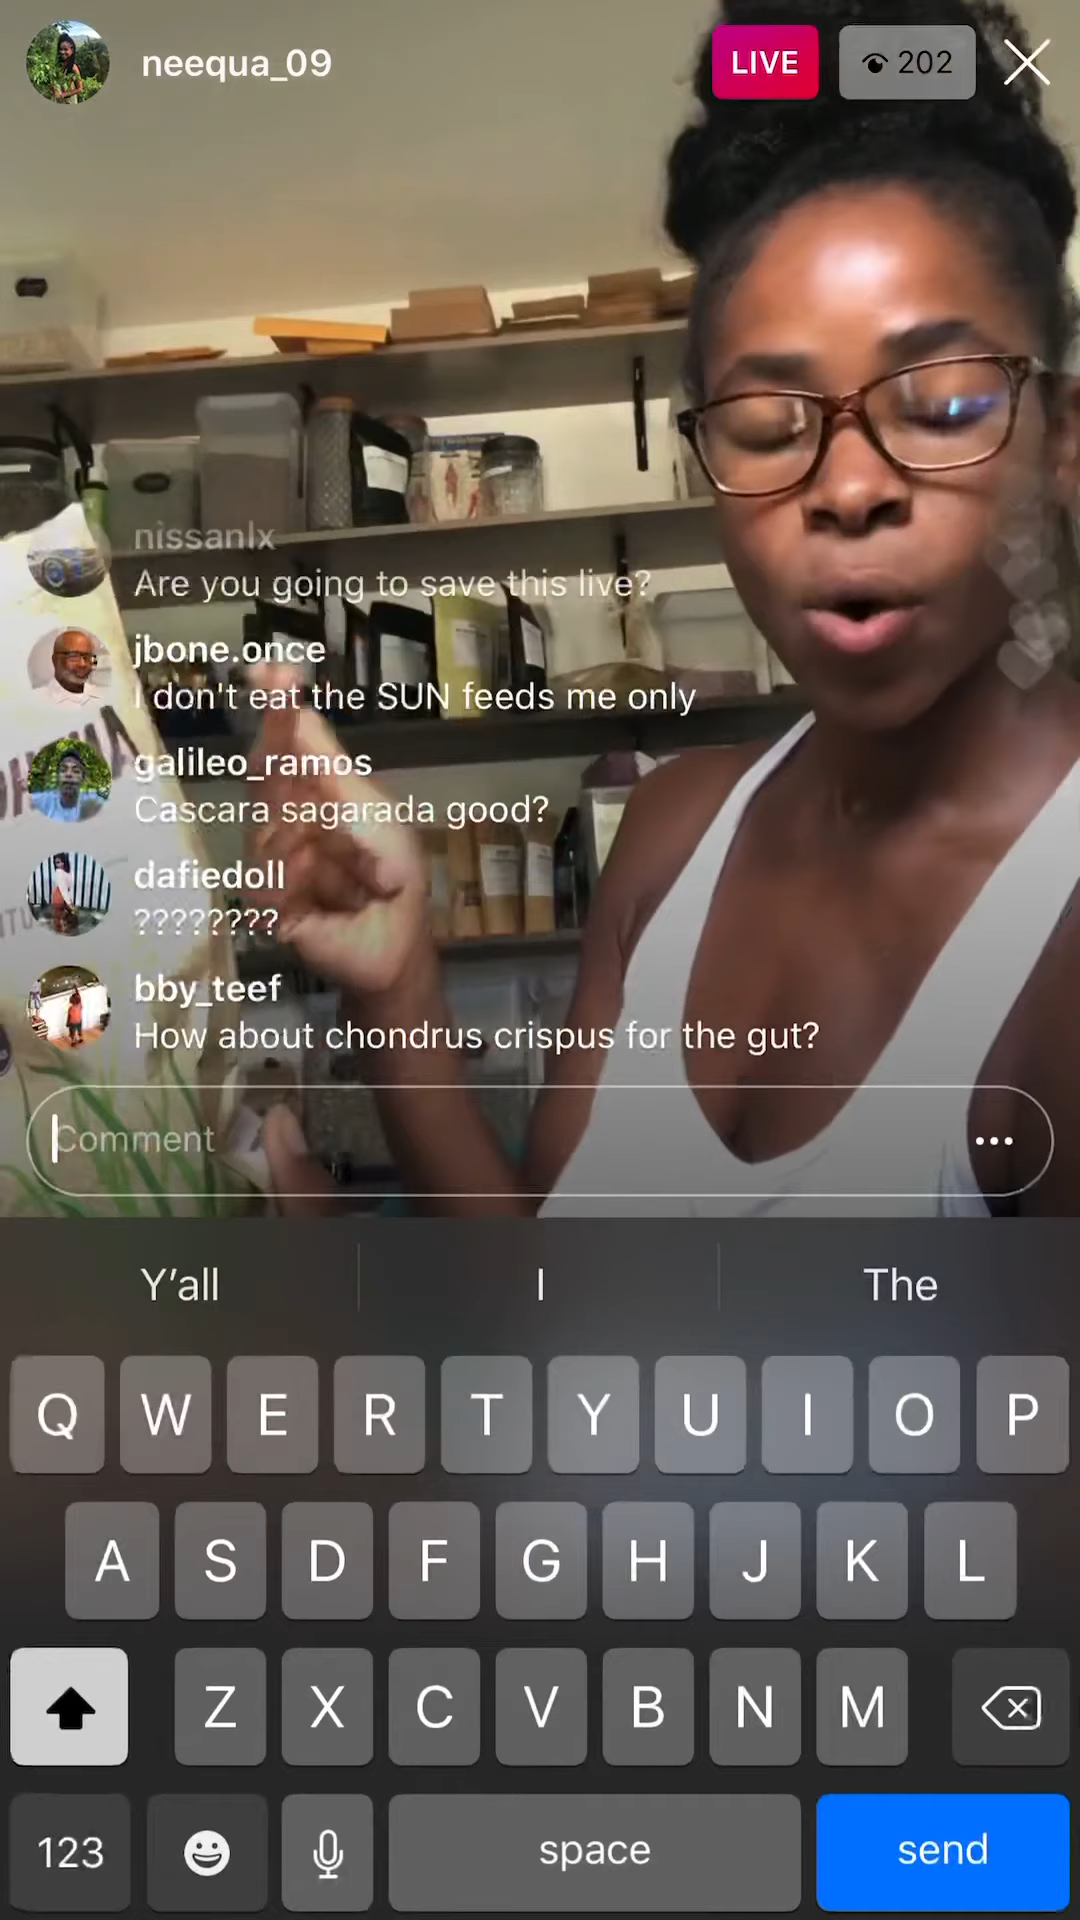 neequa_09
LIVE
202
nissanlx
Are you going to save this live?
jbone.once
I don't eat the SUN feeds me only
galileo_ramos
Cascara sagarada good?
dafiedoll
????????
bby_teef
How about chondrus crispus for the gut?
Comment
Y'all I The
Q W E R T Y U I O P
A S D F G H J K L
Z X C V B N M
123 space send